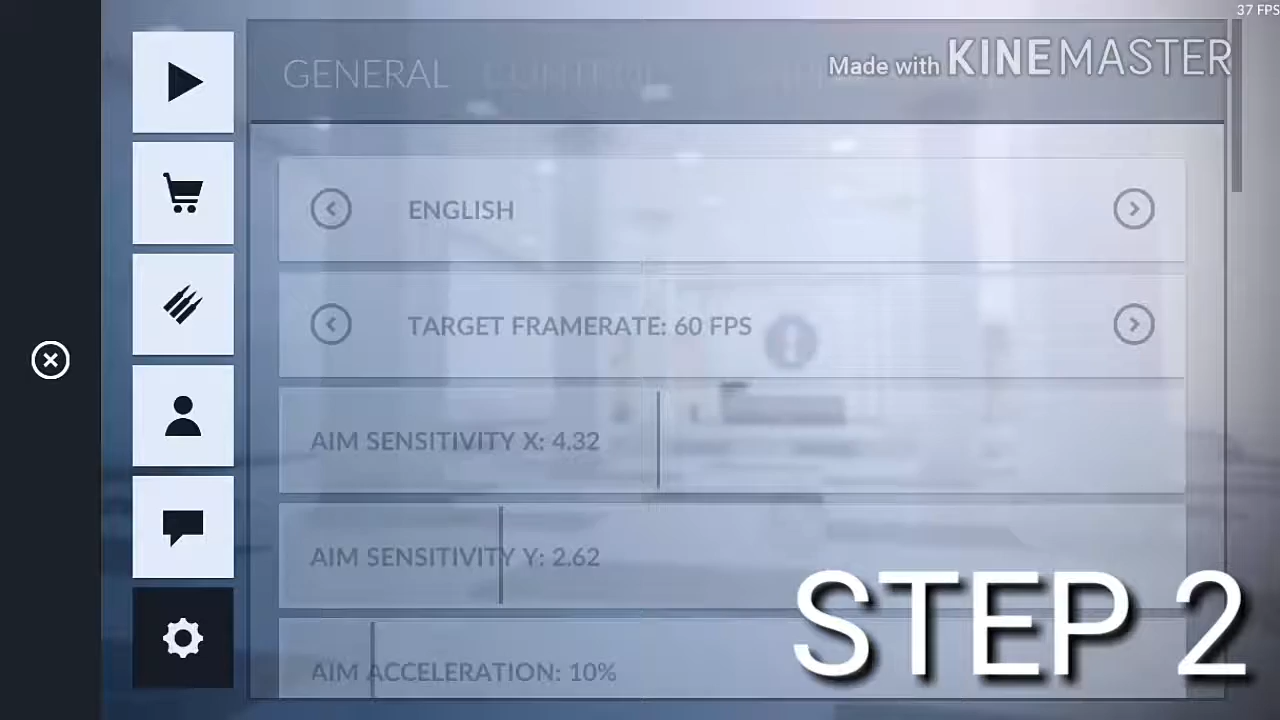 37 FPS
GENERAL CONTROL
Made with KINEMASTER
ENGLISH
TARGET FRAMERATE: 60 FPS
AIM SENSITIVITY X: 4.32
AIM SENSITIVITY Y: 2.62
AIM ACCELERATION: 10%
STEP 2